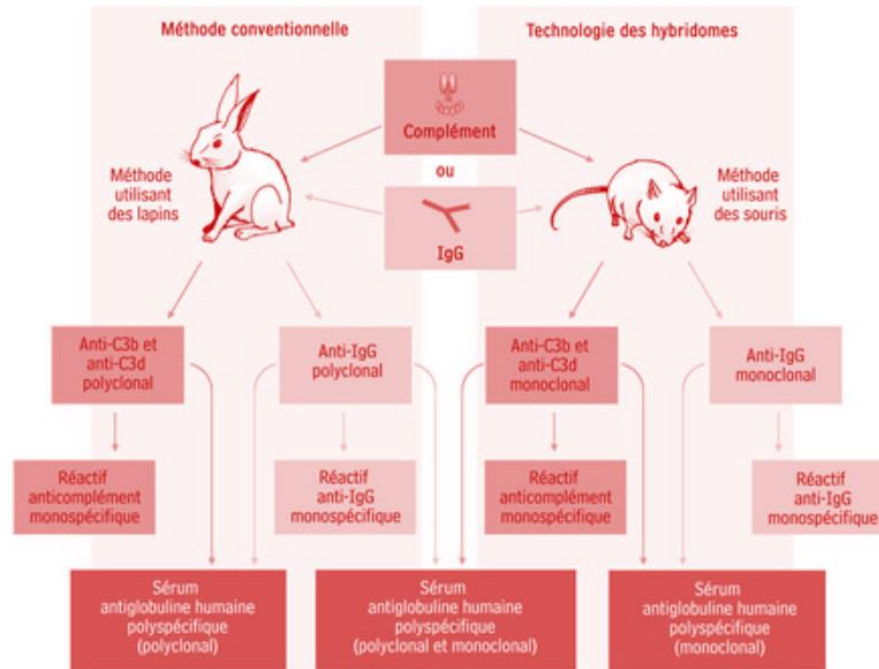 Méthode conventionnelle
Technologie des hybridomes
Complément
ou
IgG
Méthode
utilisant
des lapins
Méthode
utilisant
des souris
Anti-C3b et
anti-C3d
polyclonal
Anti-IgG
polyclonal
Anti-C3b et
anti-C3d
monoclonal
Anti-IgG
monoclonal
Réactif
anticomplément
monospécifique
Réactif
anti-IgG
monospécifique
Réactif
anticomplément
monospécifique
Réactif
anti-IgG
monospécifique
Sérum
antiglobuline humaine
polyspécifique
(polyclonal)
Sérum
antiglobuline humaine
polyspécifique
(polyclonal et monoclonal)
Sérum
antiglobuline humaine
polyspécifique
(monoclonal)